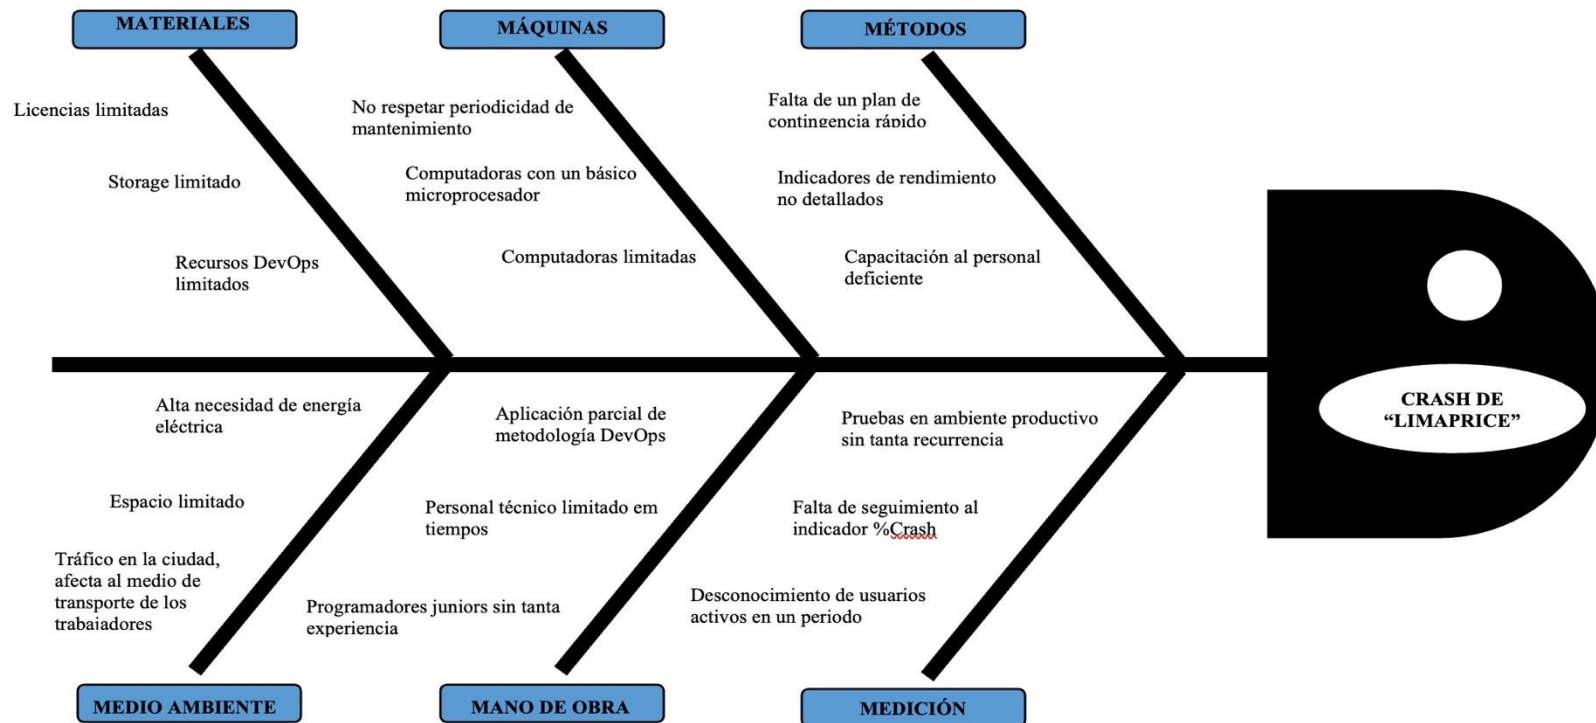 MATERIALES
MÁQUINAS
MÉTODOS
Licencias limitadas
Storage limitado
Recursos DevOps
limitados
No respetar periodicidad de
mantenimiento
Computadoras con un básico
microprocesador
Computadoras limitadas
Falta de un plan de
contingencia rápido
Indicadores de rendimiento
no detallados
Capacitación al personal
deficiente
CRASH DE
“LIMAPRICE”
Alta necesidad de energía
eléctrica
Espacio limitado
Tráfico en la ciudad,
afecta al medio de
transporte de los
trabajadores
Aplicación parcial de
metodología DevOps
Personal técnico limitado em
tiempos
Programadores juniors sin tanta
experiencia
Pruebas en ambiente productivo
sin tanta recurrencia
Falta de seguimiento al
indicador %Crash
Desconocimiento de usuarios
activos en un periodo
MEDIO AMBIENTE
MANO DE OBRA
MEDICIÓN